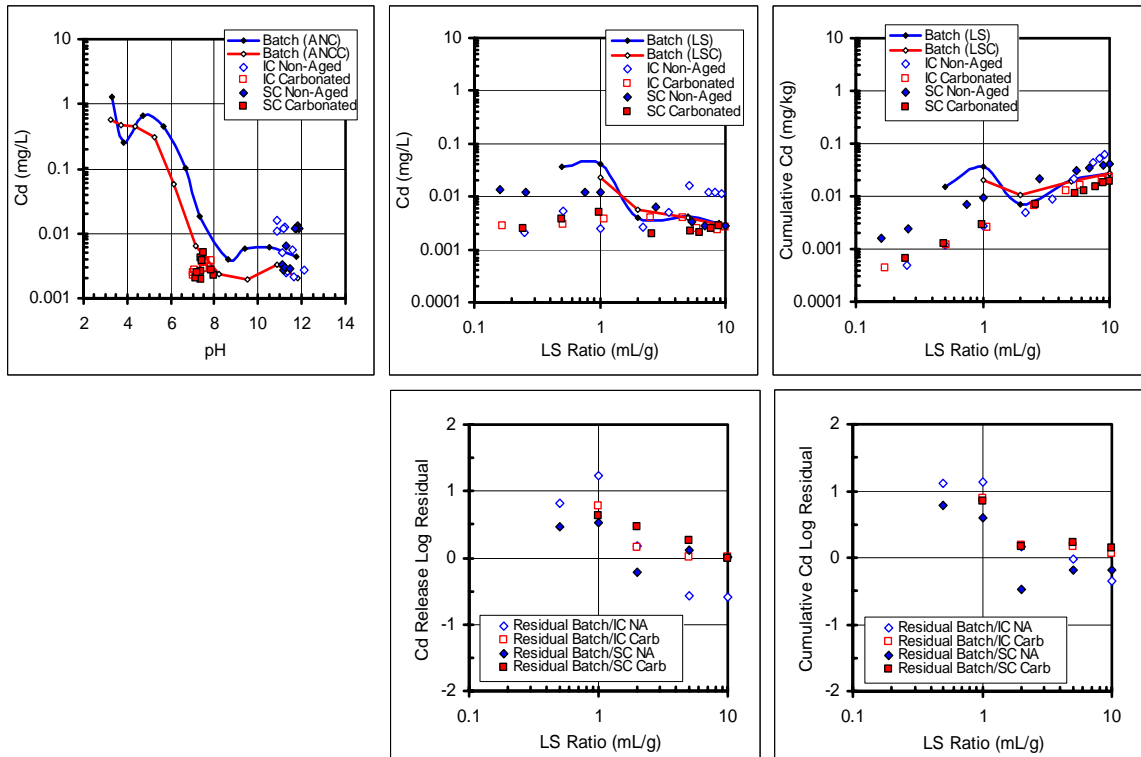 Batch (ANC)
Batch (ANCC)
IC Non-Aged
IC Carbonated
SC Non-Aged
SC Carbonated
10
1
0.1
0.01
0.001
Cd (mg/L)
2 4 6 8 10 12 14
pH
Batch (LS)
Batch (LSC)
IC Non-Aged
IC Carbonated
SC Non-Aged
SC Carbonated
10
1
0.1
0.01
0.001
0.0001
Cd (mg/L)
0.1 1 10
LS Ratio (mL/g)
Batch (LS)
Batch (LSC)
IC Non-Aged
IC Carbonated
SC Non-Aged
SC Carbonated
10
1
0.1
0.01
0.001
0.0001
Cumulative Cd (mg/kg)
0.1 1 10
LS Ratio (mL/g)
2
1
0
-1
-2
Cd Release Log Residual
Residual Batch/IC NA
Residual Batch/IC Carb
Residual Batch/SC NA
Residual Batch/SC Carb
0.1 1 10
LS Ratio (mL/g)
2
1
0
-1
-2
Cumulative Cd Log Residual
Residual Batch/IC NA
Residual Batch/IC Carb
Residual Batch/SC NA
Residual Batch/SC Carb
0.1 1 10
LS Ratio (mL/g)